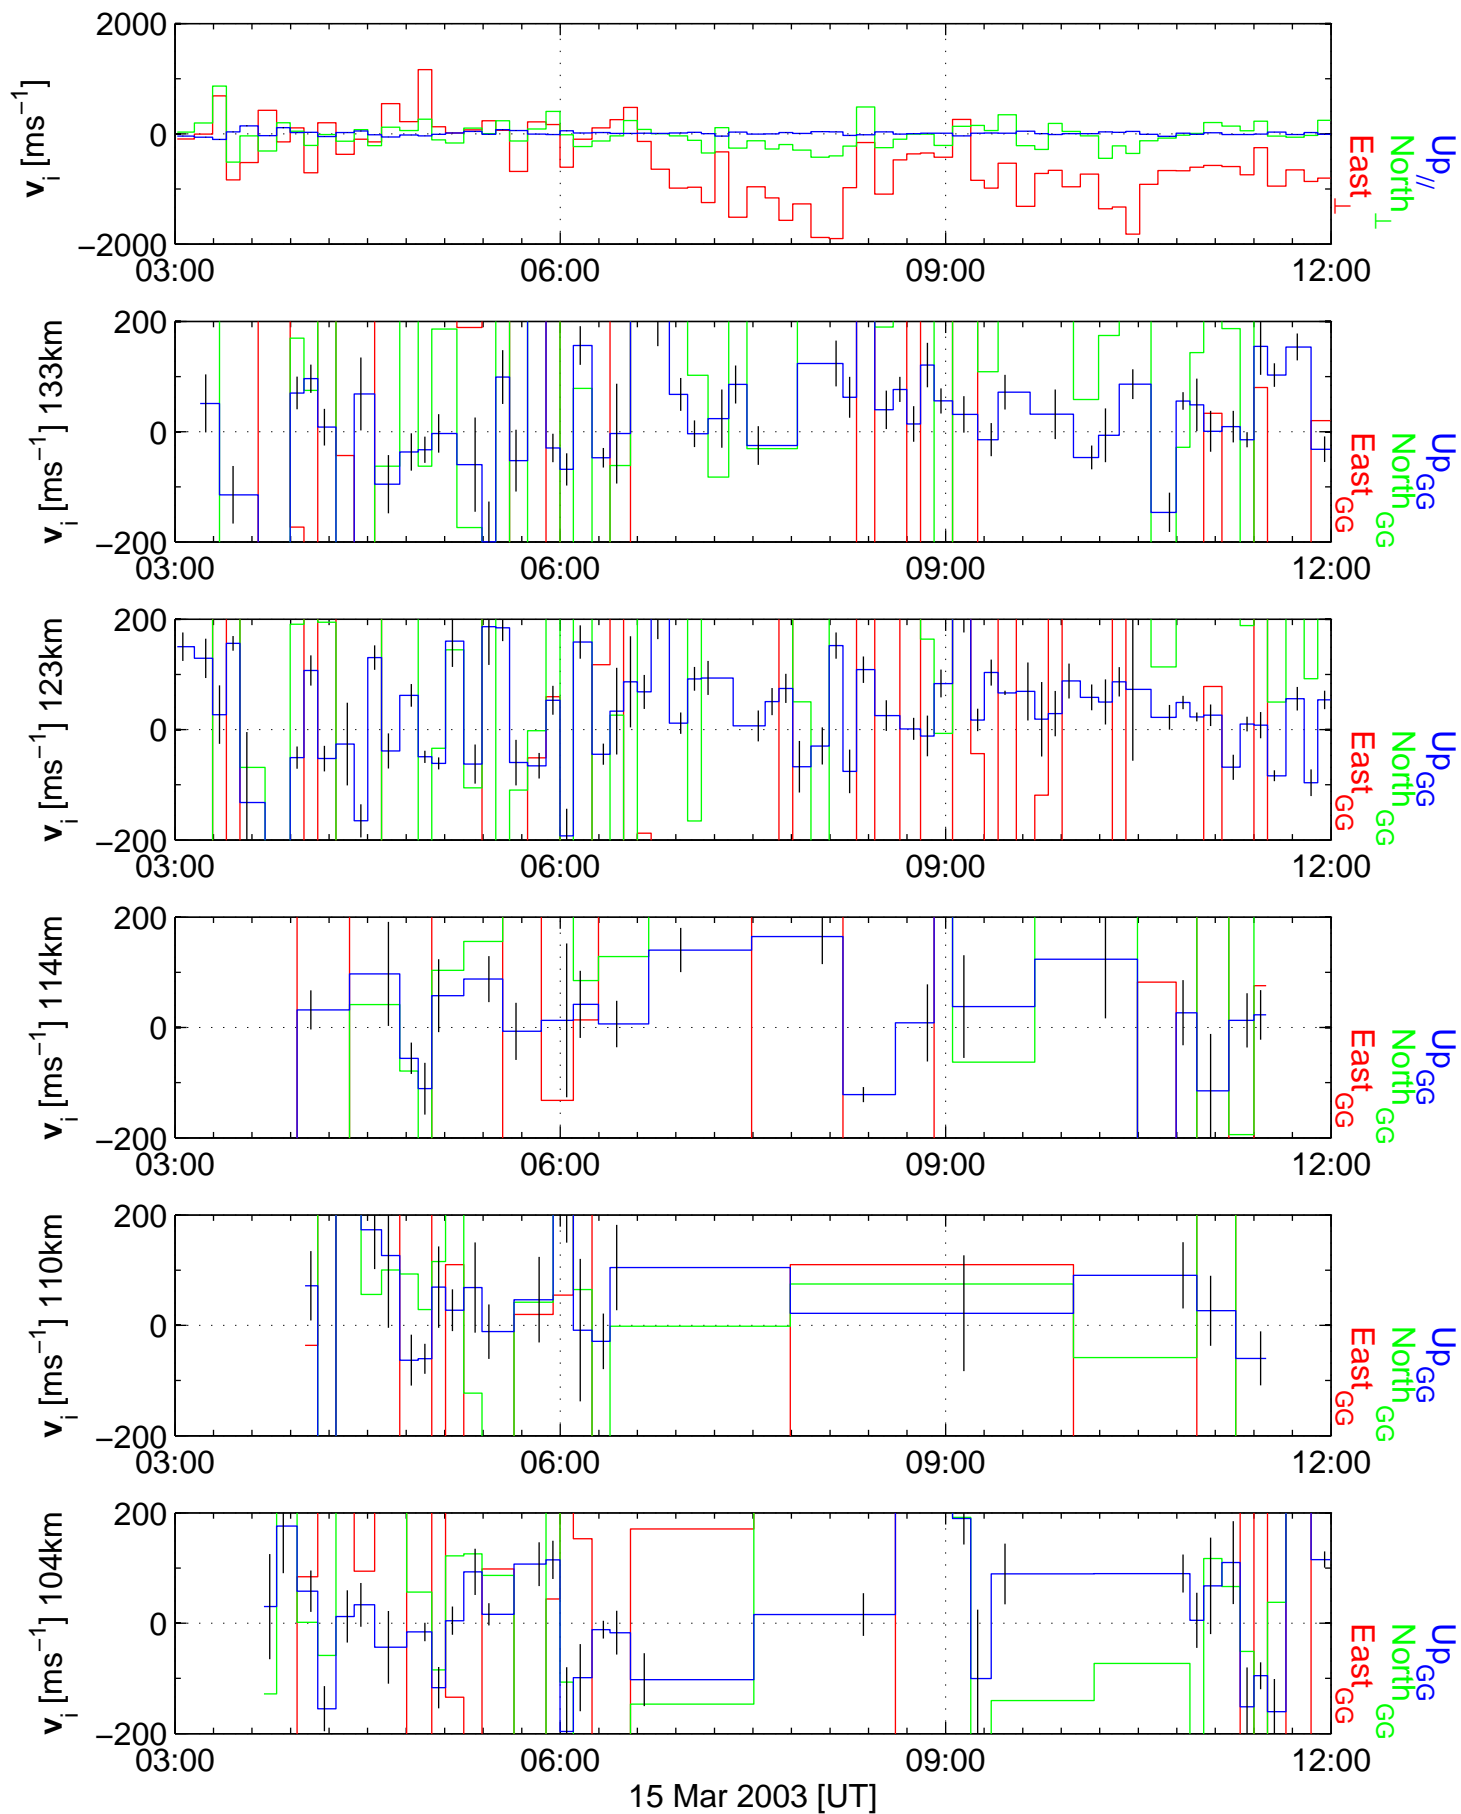 2000
0
−2000
v_i [ms⁻¹]
03:00 06:00 09:00 12:00
East_⊥
North_⊥
Up_//
200
0
−200
v_i [ms⁻¹] 133km
03:00 06:00 09:00 12:00
East_GG
North_GG
Up_GG
200
0
−200
v_i [ms⁻¹] 123km
03:00 06:00 09:00 12:00
East_GG
North_GG
Up_GG
200
0
−200
v_i [ms⁻¹] 114km
03:00 06:00 09:00 12:00
East_GG
North_GG
Up_GG
200
0
−200
v_i [ms⁻¹] 110km
03:00 06:00 09:00 12:00
East_GG
North_GG
Up_GG
200
0
−200
v_i [ms⁻¹] 104km
03:00 06:00 09:00 12:00
East_GG
North_GG
Up_GG
15 Mar 2003 [UT]